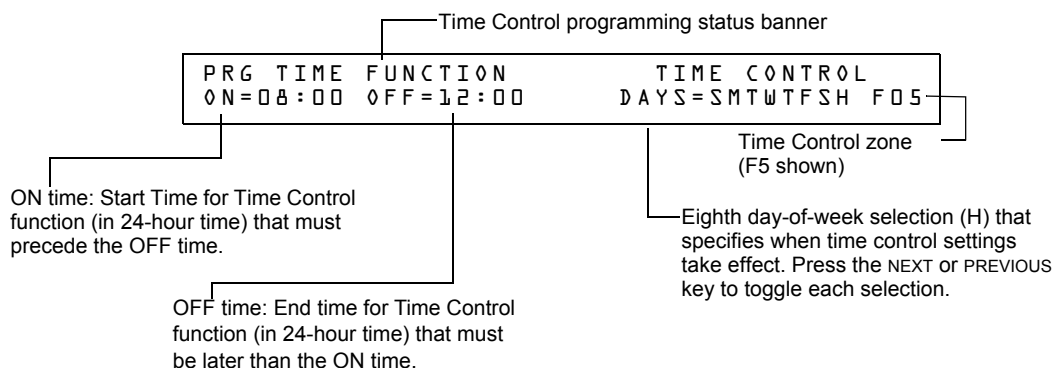 Time Control programming status banner
PRG TIME FUNCTION TIME CONTROL
ON=08:00 OFF=12:00 DAYS=SMTWTFSH F05
Time Control zone
(F5 shown)
ON time: Start Time for Time Control
function (in 24-hour time) that must
precede the OFF time.
Eighth day-of-week selection (H) that
specifies when time control settings
take effect. Press the NEXT or PREVIOUS
key to toggle each selection.
OFF time: End time for Time Control
function (in 24-hour time) that must
be later than the ON time.